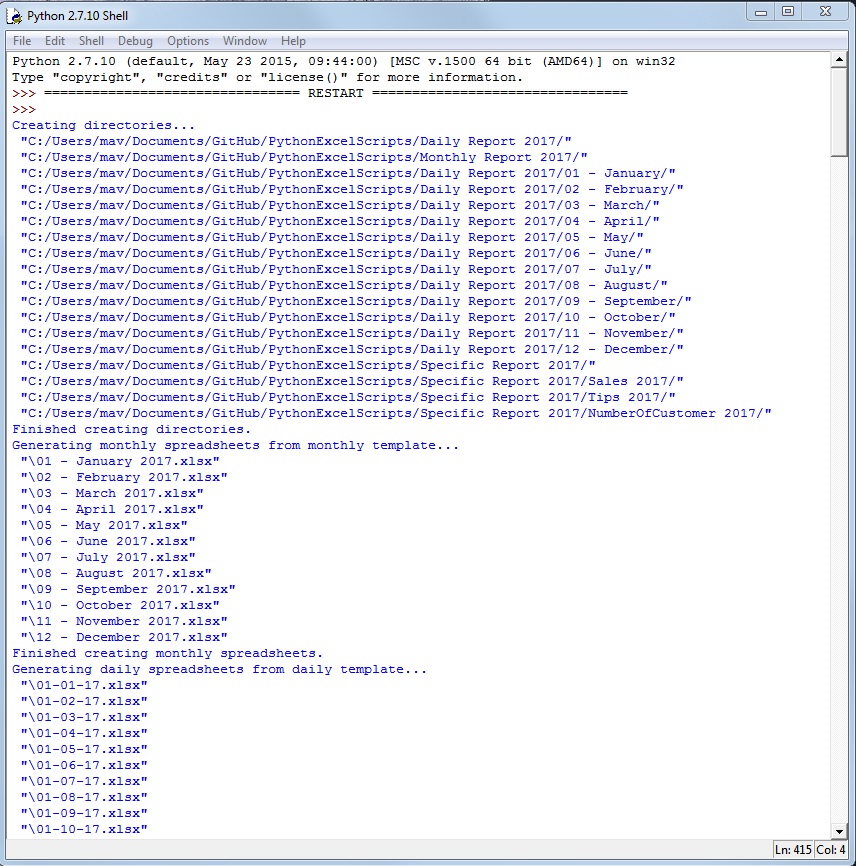 Python 2.7.10 Shell
File Edit Shell Debug Options Window Help
Python 2.7.10 (default, May 23 2015, 09:44:00) [MSC v.1500 64 bit (AMD64)] on win32
Type "copyright", "credits" or "license()" for more information.
>>> ================================ RESTART ================================
>>>
Creating directories...
"C:/Users/mav/Documents/GitHub/PythonExcelScripts/Daily Report 2017/"
"C:/Users/mav/Documents/GitHub/PythonExcelScripts/Monthly Report 2017/"
"C:/Users/mav/Documents/GitHub/PythonExcelScripts/Daily Report 2017/01 - January/"
"C:/Users/mav/Documents/GitHub/PythonExcelScripts/Daily Report 2017/02 - February/"
"C:/Users/mav/Documents/GitHub/PythonExcelScripts/Daily Report 2017/03 - March/"
"C:/Users/mav/Documents/GitHub/PythonExcelScripts/Daily Report 2017/04 - April/"
"C:/Users/mav/Documents/GitHub/PythonExcelScripts/Daily Report 2017/05 - May/"
"C:/Users/mav/Documents/GitHub/PythonExcelScripts/Daily Report 2017/06 - June/"
"C:/Users/mav/Documents/GitHub/PythonExcelScripts/Daily Report 2017/07 - July/"
"C:/Users/mav/Documents/GitHub/PythonExcelScripts/Daily Report 2017/08 - August/"
"C:/Users/mav/Documents/GitHub/PythonExcelScripts/Daily Report 2017/09 - September/"
"C:/Users/mav/Documents/GitHub/PythonExcelScripts/Daily Report 2017/10 - October/"
"C:/Users/mav/Documents/GitHub/PythonExcelScripts/Daily Report 2017/11 - November/"
"C:/Users/mav/Documents/GitHub/PythonExcelScripts/Daily Report 2017/12 - December/"
"C:/Users/mav/Documents/GitHub/PythonExcelScripts/Specific Report 2017/"
"C:/Users/mav/Documents/GitHub/PythonExcelScripts/Specific Report 2017/Sales 2017/"
"C:/Users/mav/Documents/GitHub/PythonExcelScripts/Specific Report 2017/Tips 2017/"
"C:/Users/mav/Documents/GitHub/PythonExcelScripts/Specific Report 2017/NumberOfCustomer 2017/"
Finished creating directories.
Generating monthly spreadsheets from monthly template...
"\01 - January 2017.xlsx"
"\02 - February 2017.xlsx"
"\03 - March 2017.xlsx"
"\04 - April 2017.xlsx"
"\05 - May 2017.xlsx"
"\06 - June 2017.xlsx"
"\07 - July 2017.xlsx"
"\08 - August 2017.xlsx"
"\09 - September 2017.xlsx"
"\10 - October 2017.xlsx"
"\11 - November 2017.xlsx"
"\12 - December 2017.xlsx"
Finished creating monthly spreadsheets.
Generating daily spreadsheets from daily template...
"\01-01-17.xlsx"
"\01-02-17.xlsx"
"\01-03-17.xlsx"
"\01-04-17.xlsx"
"\01-05-17.xlsx"
"\01-06-17.xlsx"
"\01-07-17.xlsx"
"\01-08-17.xlsx"
"\01-09-17.xlsx"
"\01-10-17.xlsx"
Ln: 415 Col: 4